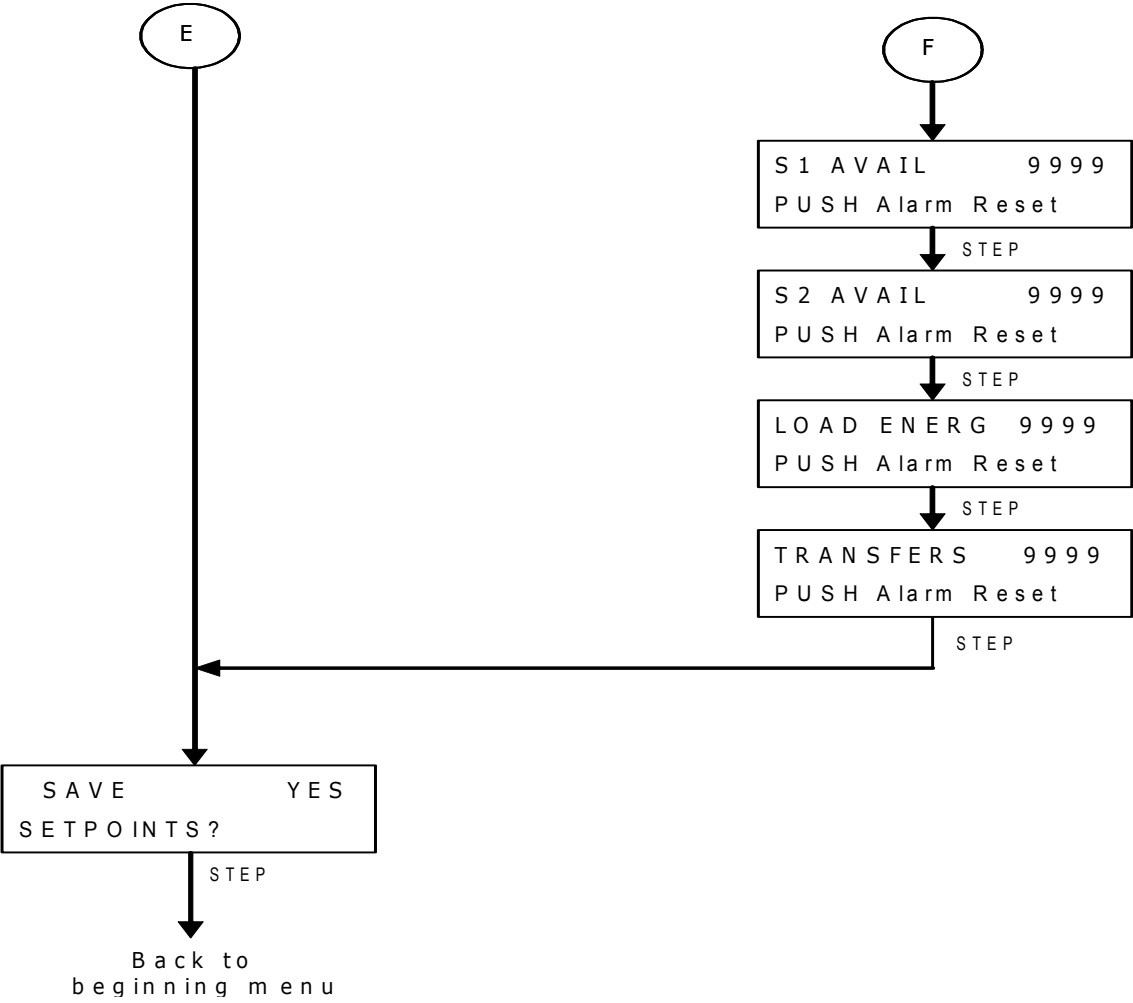 E
F
S1 AVAIL 9999
PUSH Alarm Reset
STEP
S2 AVAIL 9999
PUSH Alarm Reset
STEP
LOAD ENERG 9999
PUSH Alarm Reset
STEP
TRANSFERS 9999
PUSH Alarm Reset
STEP
SAVE YES
SETPOINTS?
STEP
Back to
beginning menu